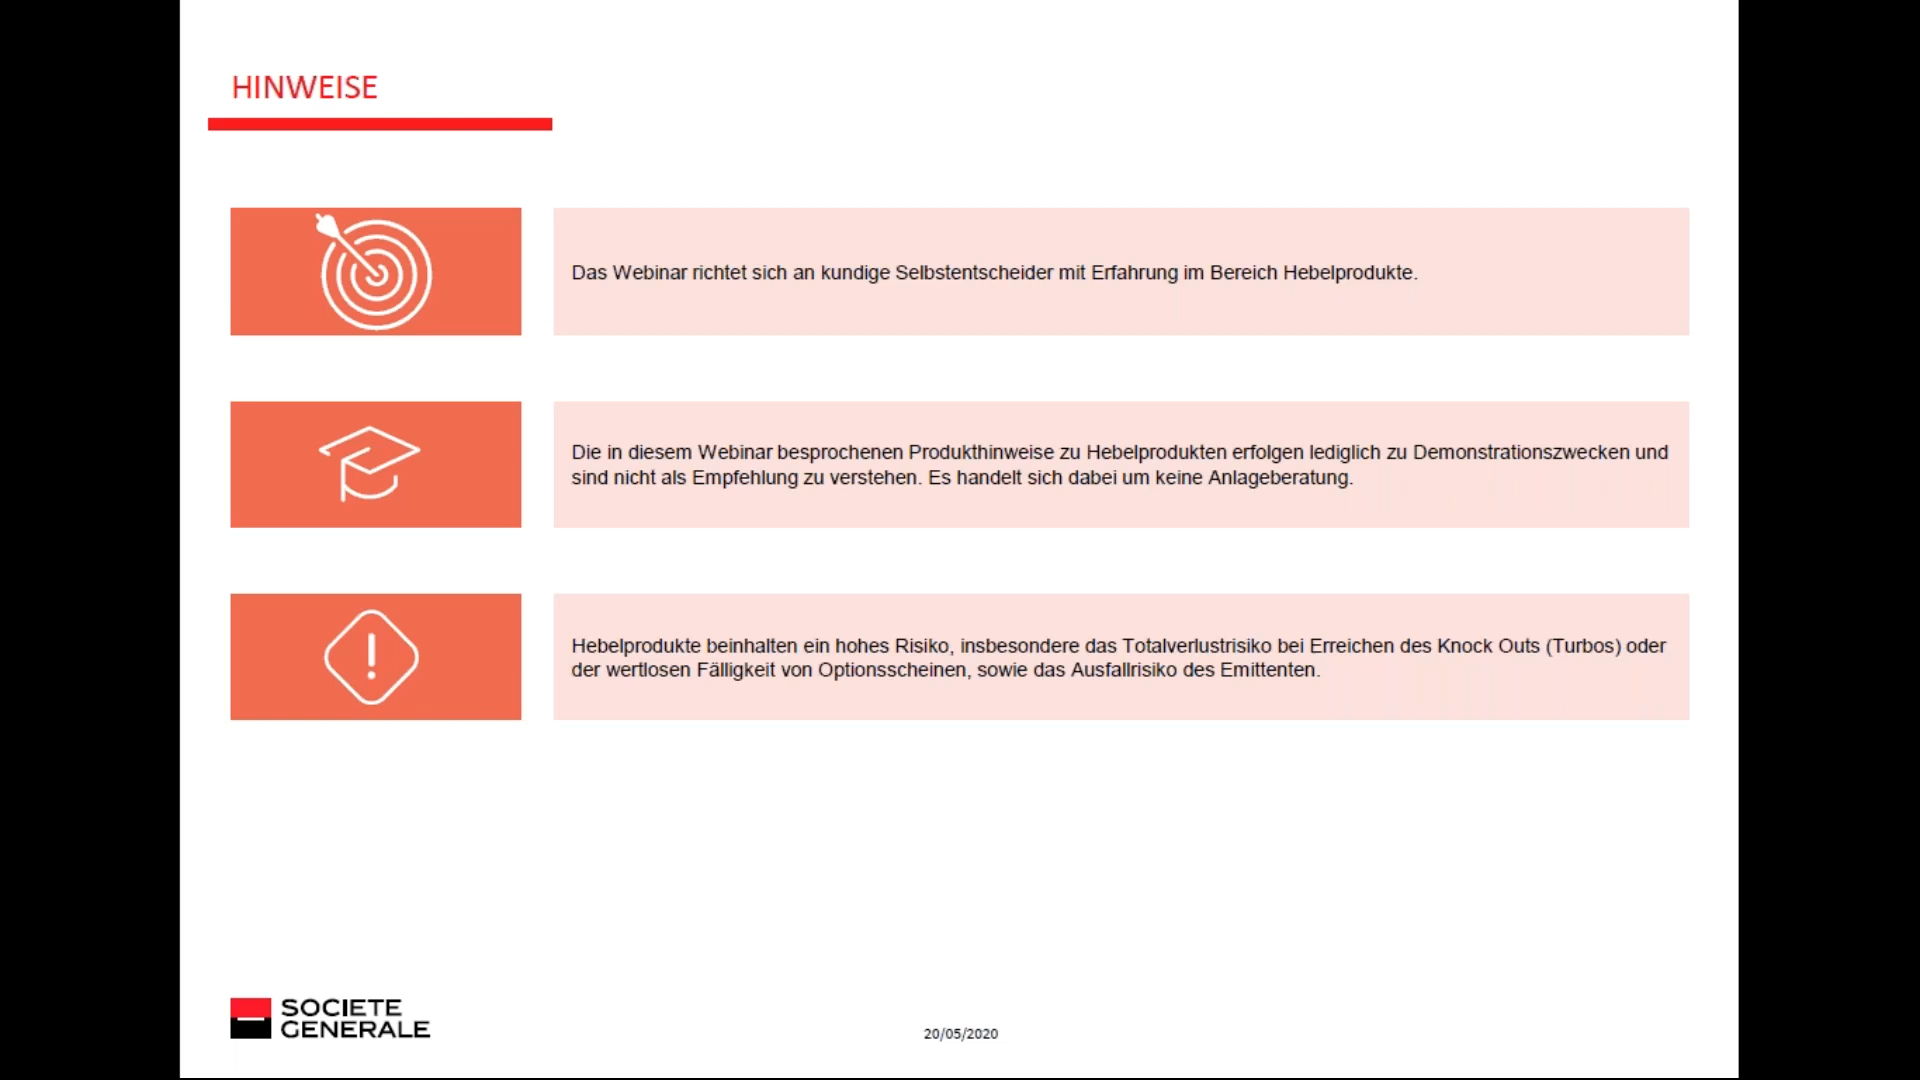 HINWEISE
Das Webinar richtet sich an kundige Selbstentscheider mit Erfahrung im Bereich Hebelprodukte.
Die in diesem Webinar besprochenen Produkthinweise zu Hebelprodukten erfolgen lediglich zu Demonstrationszwecken und
sind nicht als Empfehlung zu verstehen. Es handelt sich dabei um keine Anlageberatung.
Hebelprodukte beinhalten ein hohes Risiko, insbesondere das Totalverlustrisiko bei Erreichen des Knock Outs (Turbos) oder
der wertlosen Fälligkeit von Optionsscheinen, sowie das Ausfallrisiko des Emittenten.
SOCIETE
GENERALE
20/05/2020